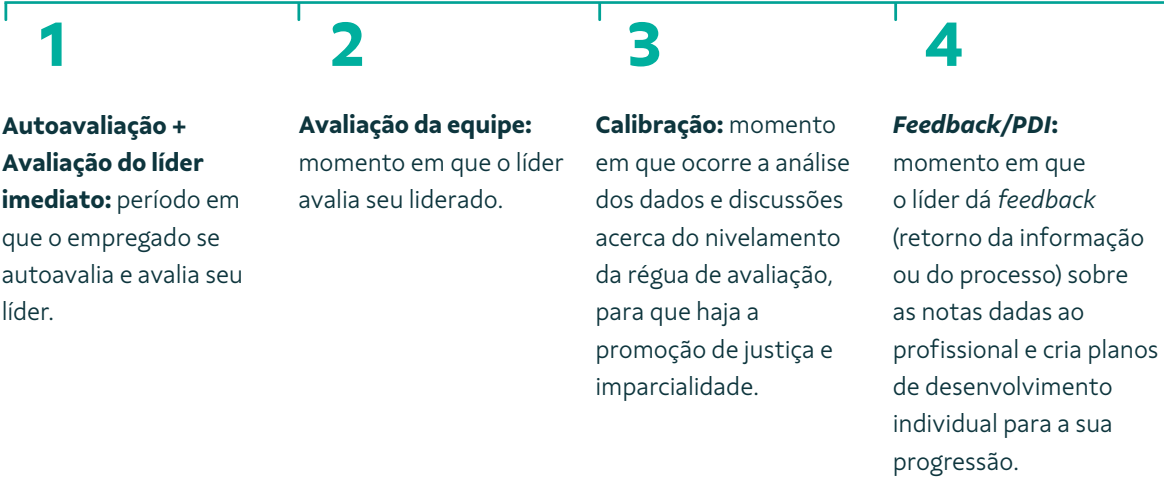 1
Autoavaliação +
Avaliação do líder
imediato: período em
que o empregado se
autoavalia e avalia seu
líder.
2
Avaliação da equipe:
momento em que o líder
avalia seu liderado.
3
Calibração: momento
em que ocorre a análise
dos dados e discussões
acerca do nivelamento
da régua de avaliação,
para que haja a
promoção de justiça e
imparcialidade.
4
Feedback/PDI:
momento em que
o líder dá feedback
(retorno da informação
ou do processo) sobre
as notas dadas ao
profissional e cria planos
de desenvolvimento
individual para a sua
progressão.